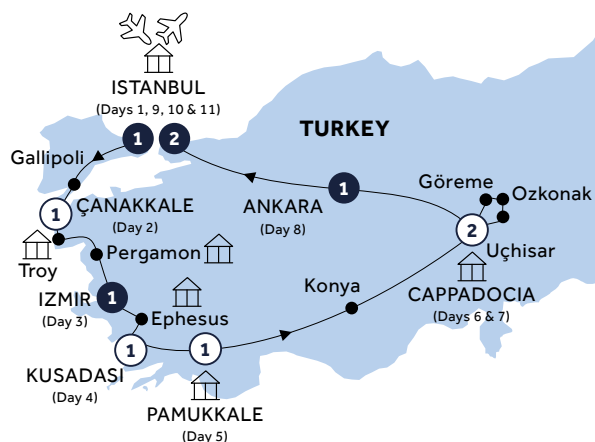 ISTANBUL
(Days 1, 9, 10 & 11)
1
2
TURKEY
Gallipoli
1
ÇANAKKALE
(Day 2)
Troy
Pergamon
1
ANKARA
(Day 8)
Göreme
Ozkonak
2
Uçhisar
CAPPADOCIA
(Days 6 & 7)
Konya
IZMIR
1
(Day 3)
Ephesus
1
KUSADASI
(Day 4)
1
PAMUKKALE
(Day 5)